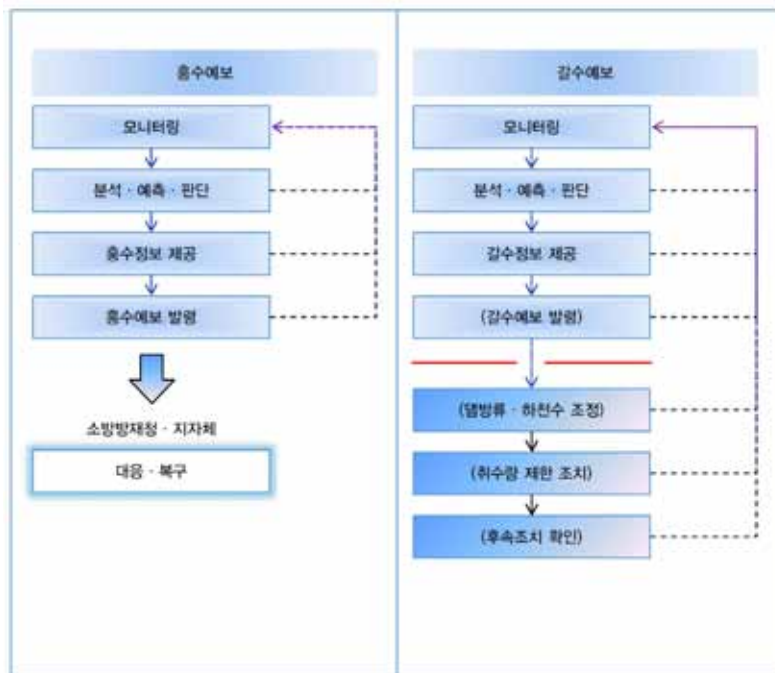 홍수예보
모니터링
분석·예측·판단
홍수정보 제공
홍수예보 발령
소방방재청·지자체
대응·복구
갈수예보
모니터링
분석·예측·판단
갈수정보 제공
(갈수예보 발령)
(댐방류·하천수 조정)
(취수량 제한 조치)
(후속조치 확인)